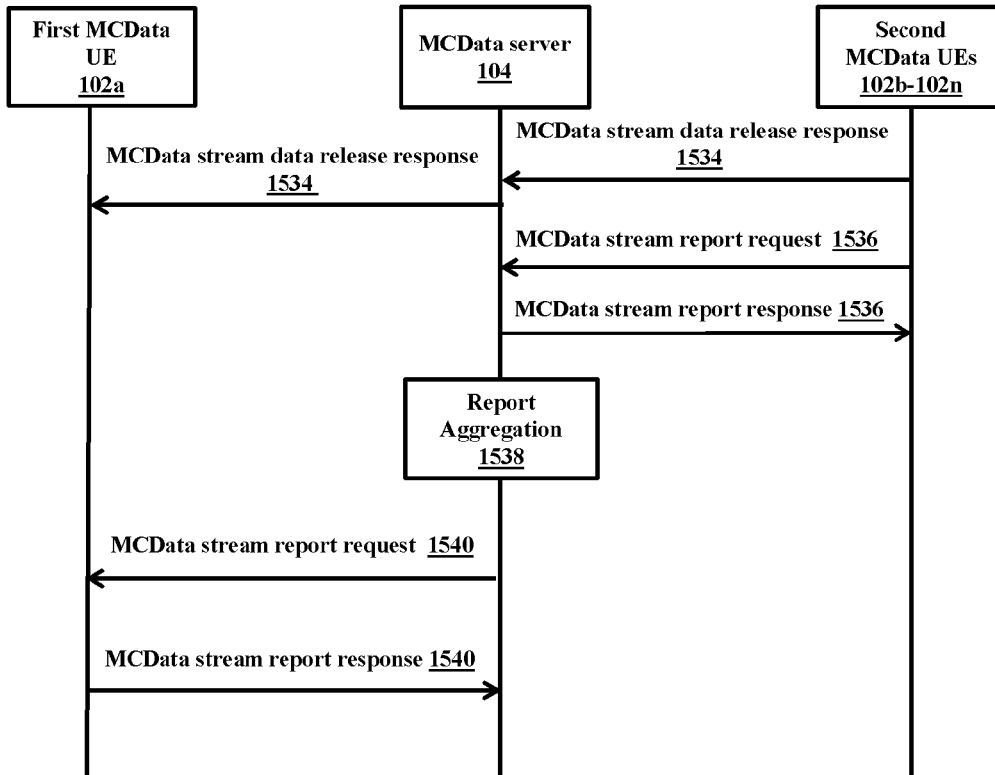 First MCData
UE
102a
MCData server
104
Second
MCData UEs
102b-102n
MCData stream data release response
1534
MCData stream data release response
1534
MCData stream report request 1536
MCData stream report response 1536
Report
Aggregation
1538
MCData stream report request 1540
MCData stream report response 1540